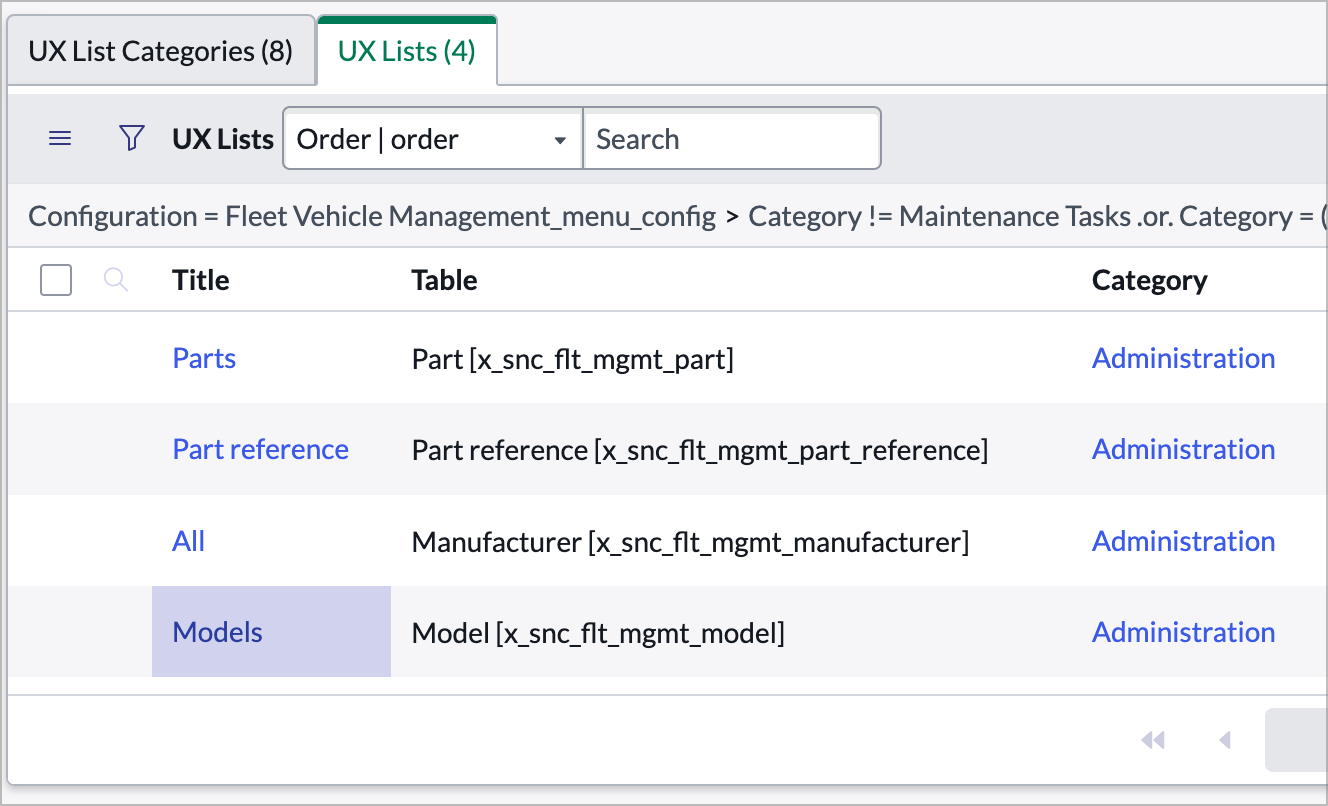 UX List Categories (8) UX Lists (4)
UX Lists Order | order Search
Configuration = Fleet Vehicle Management_menu_config > Category != Maintenance Tasks .or. Category = (
Title Table Category
Parts Part [x_snc_flt_mgmt_part] Administration
Part reference Part reference [x_snc_flt_mgmt_part_reference] Administration
All Manufacturer [x_snc_flt_mgmt_manufacturer] Administration
Models Model [x_snc_flt_mgmt_model] Administration